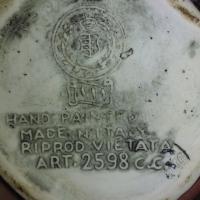 HAND PAINTED
MADE IN ITALY
RIPROD. VIETATA
ART. 2598 C.C.